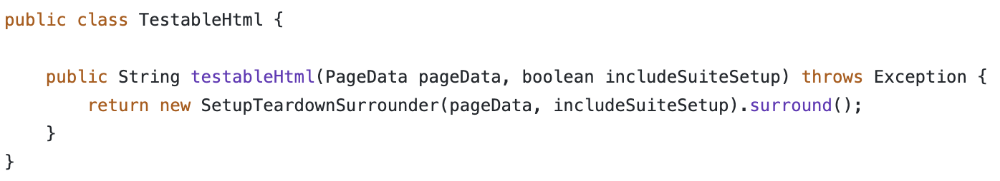 public class TestableHtml {
    public String testableHtml(PageData pageData, boolean includeSuiteSetup) throws Exception {
        return new SetupTeardownSurrounder(pageData, includeSuiteSetup).surround();
    }
}